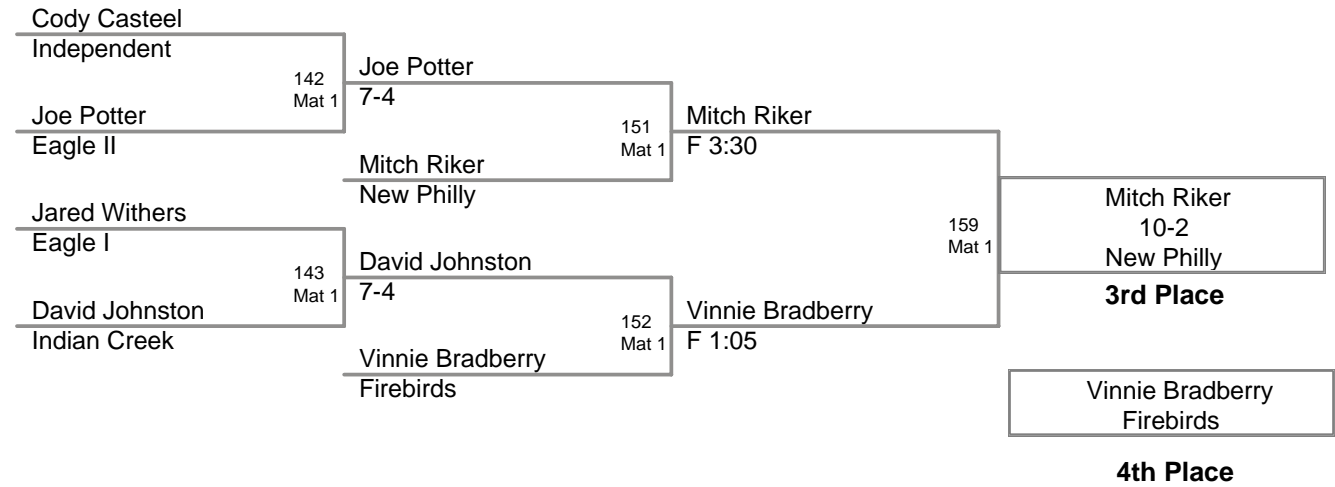 Cody Casteel
Independent
142
Mat 1
Joe Potter
7-4
Joe Potter
Eagle II
151
Mat 1
Mitch Riker
F 3:30
Mitch Riker
New Philly
Jared Withers
Eagle I
159
Mat 1
Mitch Riker
10-2
New Philly
3rd Place
143
Mat 1
David Johnston
7-4
David Johnston
Indian Creek
152
Mat 1
Vinnie Bradberry
F 1:05
Vinnie Bradberry
Firebirds
Vinnie Bradberry
Firebirds
4th Place